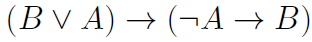 (B ∨ A) → (¬A → B)